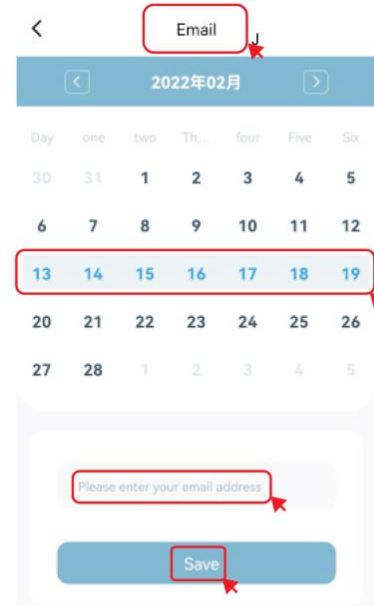 Email
2022年02月
Day one two Th... four Five Six
30 31 1 2 3 4 5
6 7 8 9 10 11 12
13 14 15 16 17 18 19
20 21 22 23 24 25 26
27 28 1 2 3 4 5
Please enter your email address
Save